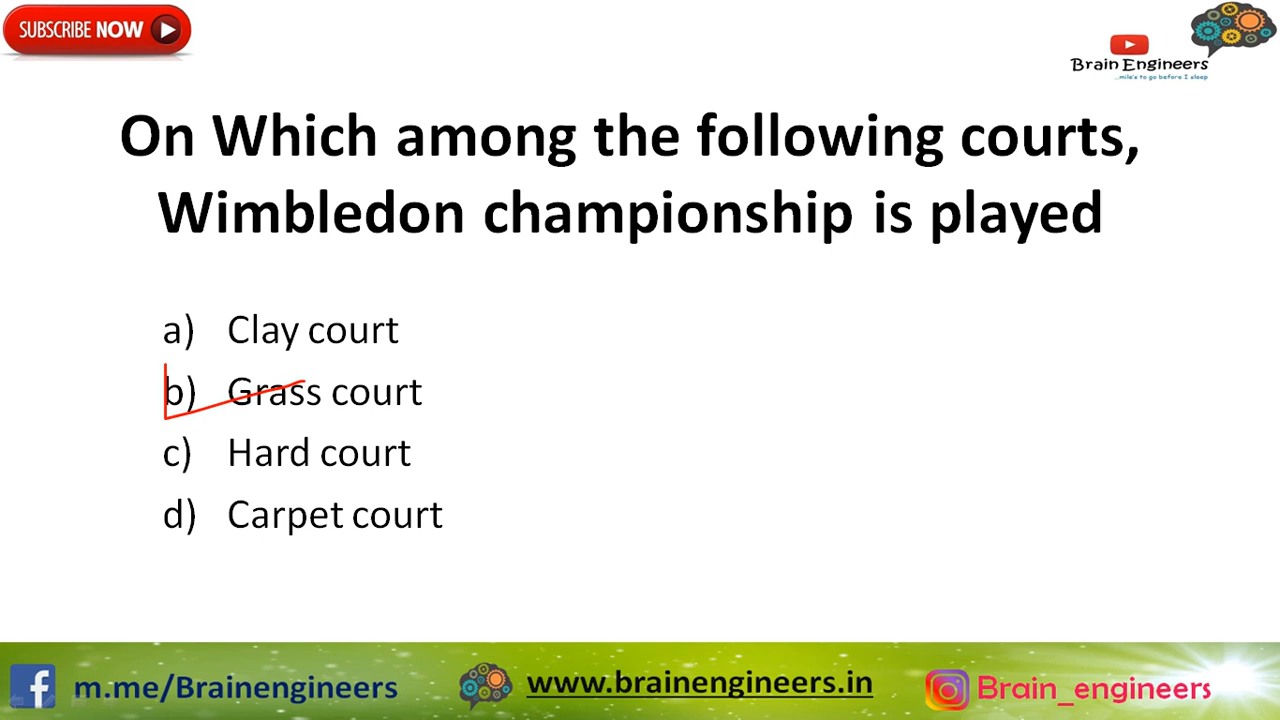 SUBSCRIBE NOW
Brain Engineers
...mile's to go before I sleep
On Which among the following courts,
Wimbledon championship is played
a) Clay court
b) Grass court
c) Hard court
d) Carpet court
m.me/Brainengineers
www.brainengineers.in
Brain_engineers